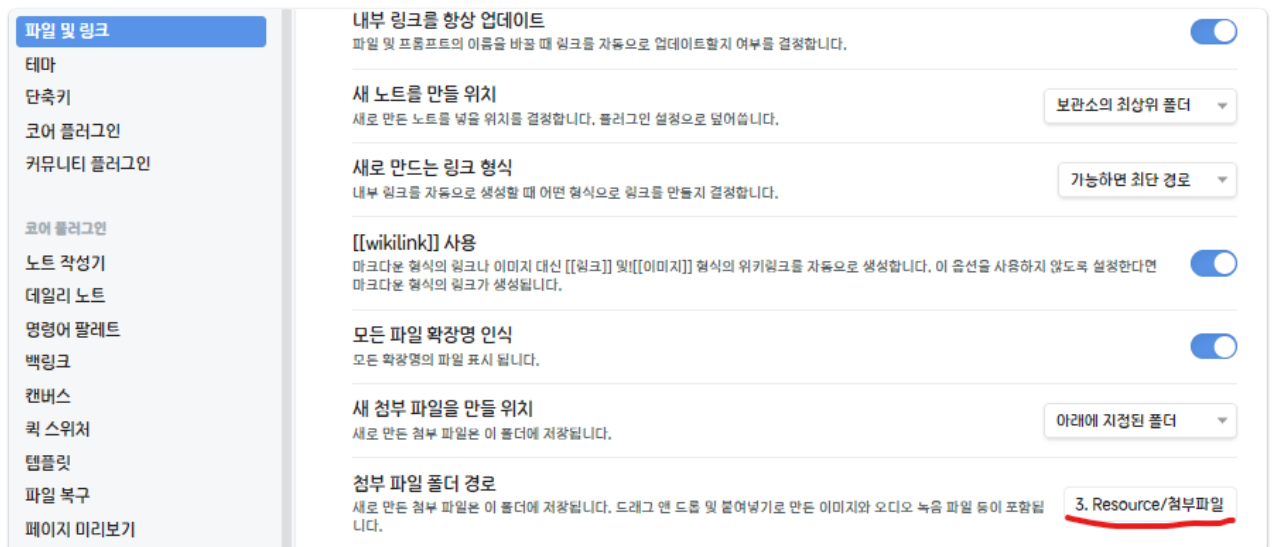 파일 및 링크
테마
단축키
코어 플러그인
커뮤니티 플러그인
코어 플러그인
노트 작성기
데일리 노트
명령어 팔레트
백링크
캔버스
퀵 스위처
템플릿
파일 복구
페이지 미리보기
내부 링크를 항상 업데이트
파일 및 프롬프트의 이름을 바꿀 때 링크를 자동으로 업데이트할지 여부를 결정합니다.
새 노트를 만들 위치
새로 만든 노트를 넣을 위치를 결정합니다. 플러그인 설정으로 덮어씁니다.
보관소의 최상위 폴더
새로 만드는 링크 형식
내부 링크를 자동으로 생성할 때 어떤 형식으로 링크를 만들지 결정합니다.
가능하면 최단 경로
[[wikilink]] 사용
마크다운 형식의 링크나 이미지 대신 [[링크]] 및![[이미지]] 형식의 위키링크를 자동으로 생성합니다. 이 옵션을 사용하지 않도록 설정한다면
마크다운 형식의 링크가 생성됩니다.
모든 파일 확장명 인식
모든 확장명의 파일 표시 됩니다.
새 첨부 파일을 만들 위치
새로 만든 첨부 파일은 이 폴더에 저장됩니다.
아래에 지정된 폴더
첨부 파일 폴더 경로
새로 만든 첨부 파일은 이 폴더에 저장됩니다. 드래그 앤 드롭 및 붙여넣기로 만든 이미지와 오디오 녹음 파일 등이 포함됩
니다.
3. Resource/첨부파일